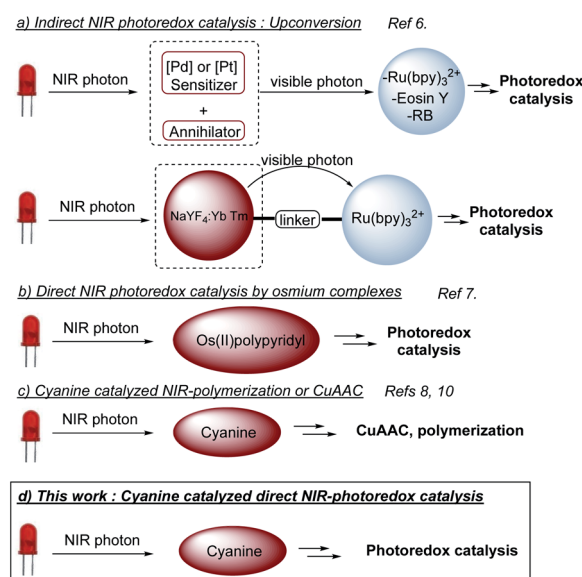 a) Indirect NIR photoredox catalysis : Upconversion Ref 6.
NIR photon
[Pd] or [Pt]
Sensitizer
+
Annihilator
visible photon
-Ru(bpy)₃²⁺
-Eosin Y
-RB
Photoredox
catalysis
visible photon
NIR photon
NaYF₄:Yb Tm
linker
Ru(bpy)₃²⁺
Photoredox
catalysis
b) Direct NIR photoredox catalysis by osmium complexes Ref 7.
NIR photon
Os(II)polypyridyl
Photoredox
catalysis
c) Cyanine catalyzed NIR-polymerization or CuAAC Refs 8, 10
NIR photon
Cyanine
CuAAC, polymerization
d) This work : Cyanine catalyzed direct NIR-photoredox catalysis
NIR photon
Cyanine
Photoredox catalysis